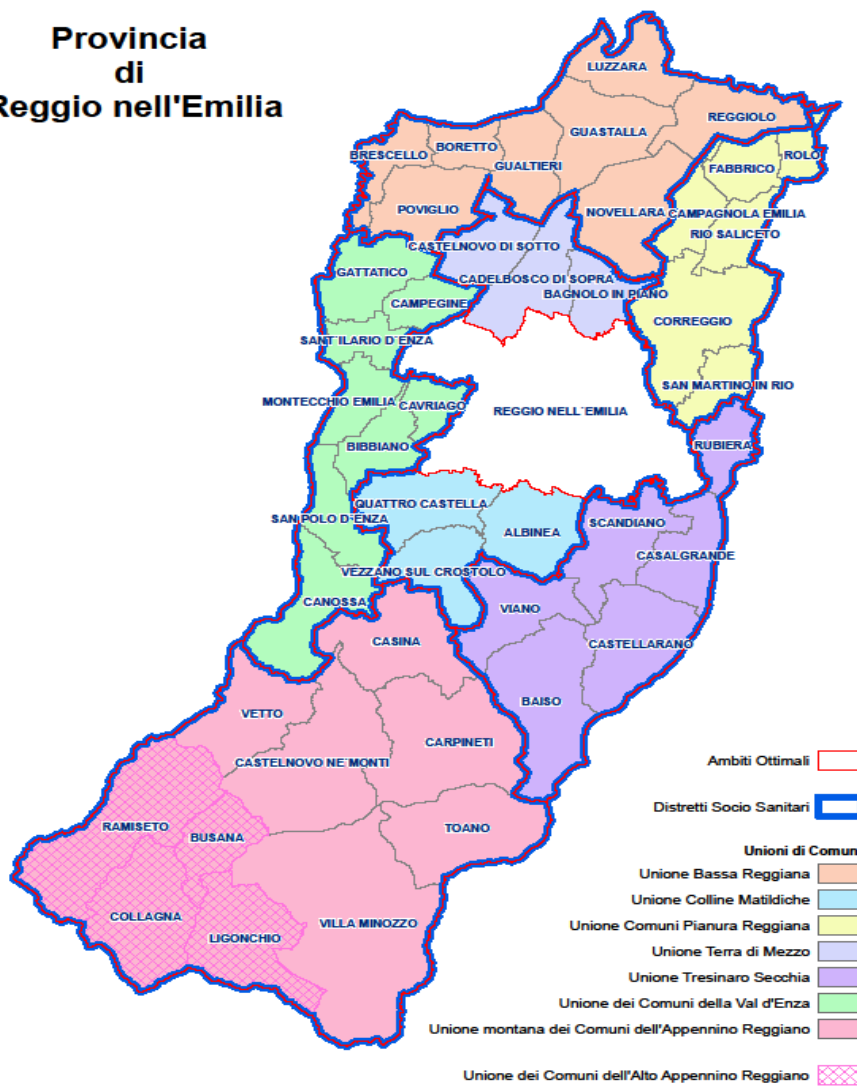 Provincia
di
Reggio nell'Emilia
LUZZARA
REGGIOLO
GUASTALLA
BORETTO
BRESCELLO
GUALTIERI
ROLO
FABBRICO
POVIGLIO
NOVELLARA
CAMPAGNOLA EMILIA
RIO SALICETO
CASTELNOVO DI SOTTO
GATTATICO
CADELBOSCO DI SOPRA
BAGNOLO IN PIANO
CAMPEGINE
CORREGGIO
SANT`ILARIO D`ENZA
SAN MARTINO IN RIO
MONTECCHIO EMILIA
CAVRIAGO
REGGIO NELL`EMILIA
BIBBIANO
RUBIERA
QUATTRO CASTELLA
SAN POLO D`ENZA
ALBINEA
SCANDIANO
CASALGRANDE
VEZZANO SUL CROSTOLO
CANOSSA
VIANO
CASINA
CASTELLARANO
BAISO
VETTO
CARPINETI
CASTELNOVO NE`MONTI
RAMISETO
BUSANA
TOANO
COLLAGNA
LIGONCHIO
VILLA MINOZZO
Ambiti Ottimali
Distretti Socio Sanitari
Unioni di Comun
Unione Bassa Reggiana
Unione Colline Matildiche
Unione Comuni Pianura Reggiana
Unione Terra di Mezzo
Unione Tresinaro Secchia
Unione dei Comuni della Val d'Enza
Unione montana dei Comuni dell'Appennino Reggiano
Unione dei Comuni dell'Alto Appennino Reggiano